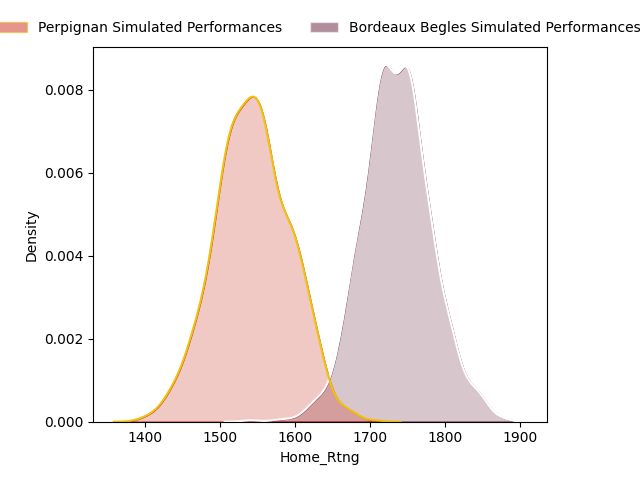 Perpignan Simulated Performances Bordeaux Begles Simulated Performances
0.008
0.006
0.004
0.002
0.000
Density
1400 1500 1600 1700 1800 1900
Home_Rtng